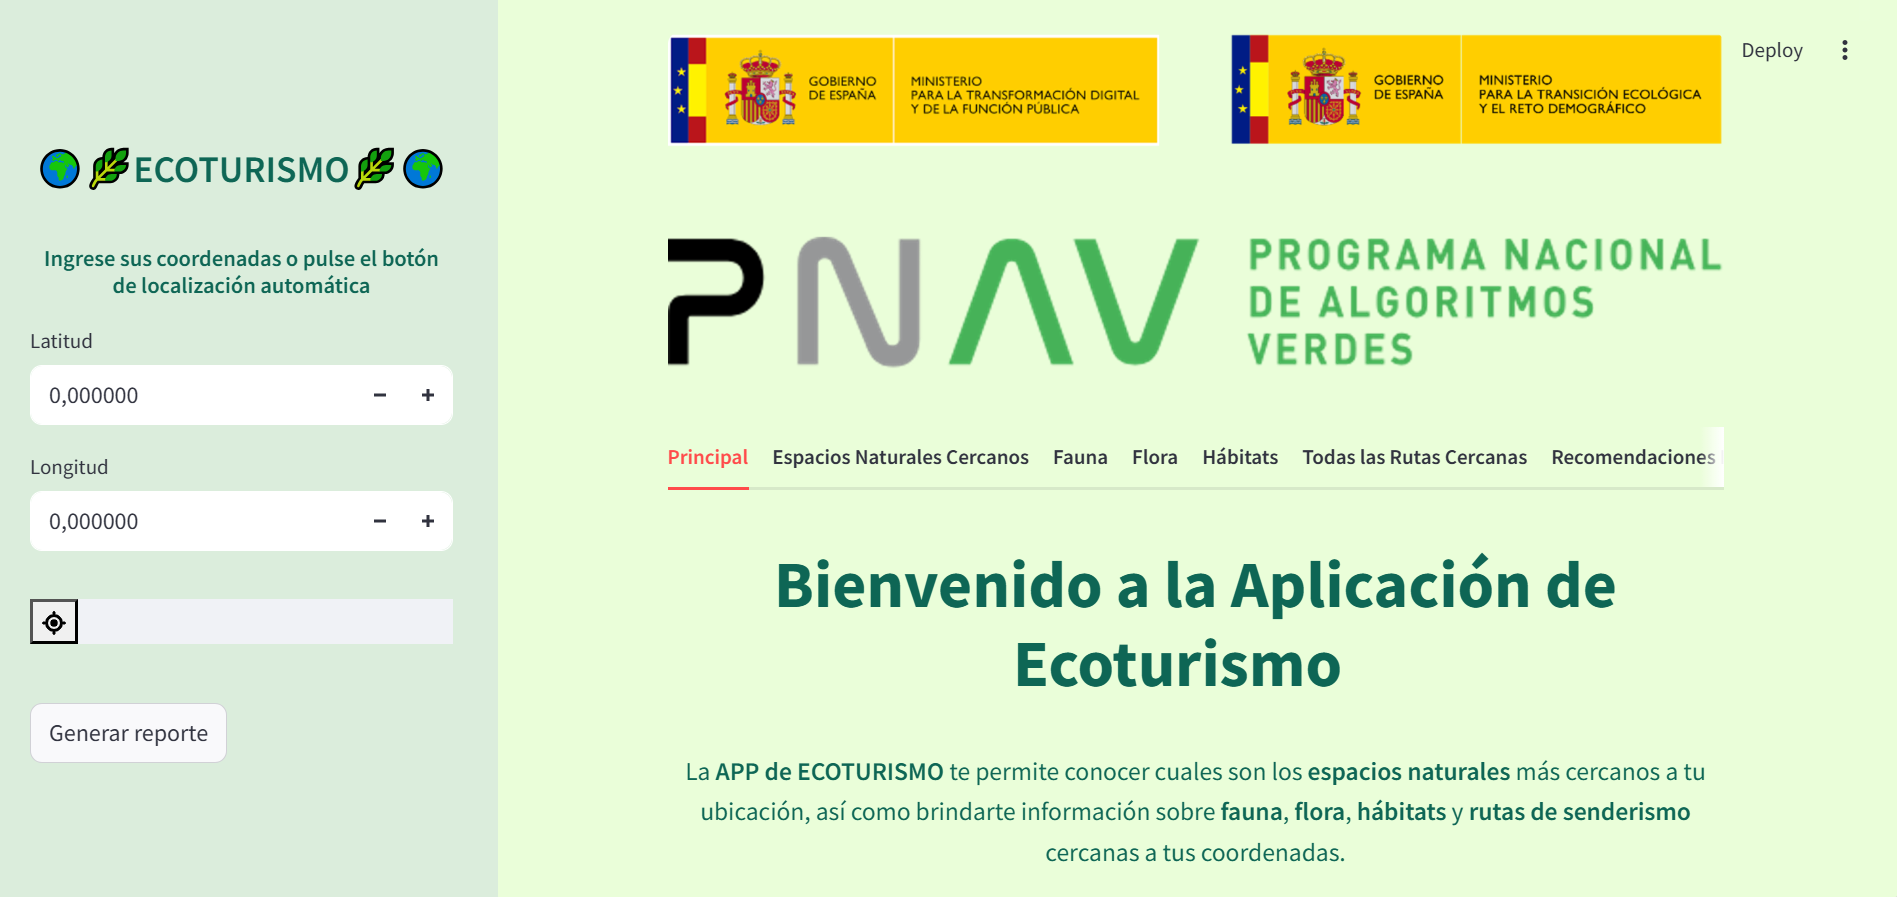 ECOTURISMO
Ingrese sus coordenadas o pulse el botón
de localización automática
Latitud
0,000000
Longitud
0,000000
Generar reporte
GOBIERNO
DE ESPAÑA
MINISTERIO
PARA LA TRANSFORMACIÓN DIGITAL
Y DE LA FUNCIÓN PÚBLICA
GOBIERNO
DE ESPAÑA
MINISTERIO
PARA LA TRANSICIÓN ECOLÓGICA
Y EL RETO DEMOGRÁFICO
Deploy
PNAV
PROGRAMA NACIONAL
DE ALGORITMOS
VERDES
Principal Espacios Naturales Cercanos Fauna Flora Hábitats Todas las Rutas Cercanas Recomendaciones
Bienvenido a la Aplicación de
Ecoturismo
La APP de ECOTURISMO te permite conocer cuales son los espacios naturales más cercanos a tu
ubicación, así como brindarte información sobre fauna, flora, hábitats y rutas de senderismo
cercanas a tus coordenadas.